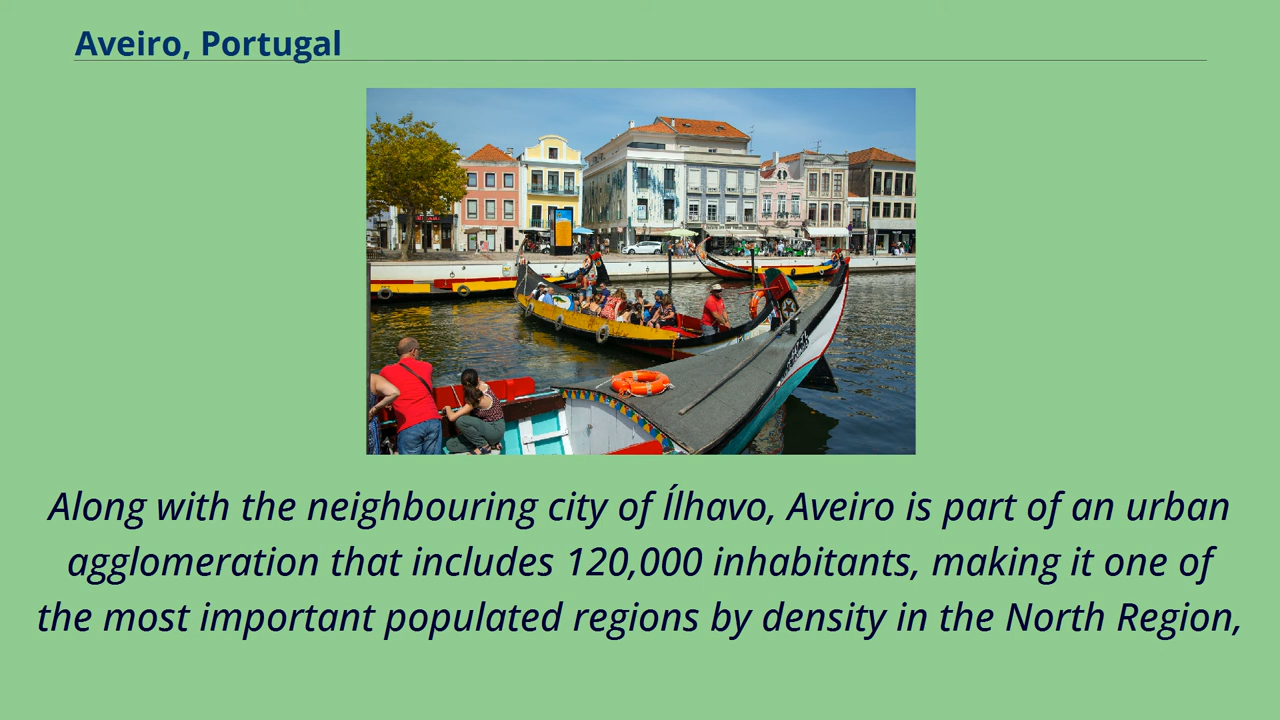 Aveiro, Portugal
Along with the neighbouring city of Ílhavo, Aveiro is part of an urban
agglomeration that includes 120,000 inhabitants, making it one of
the most important populated regions by density in the North Region,